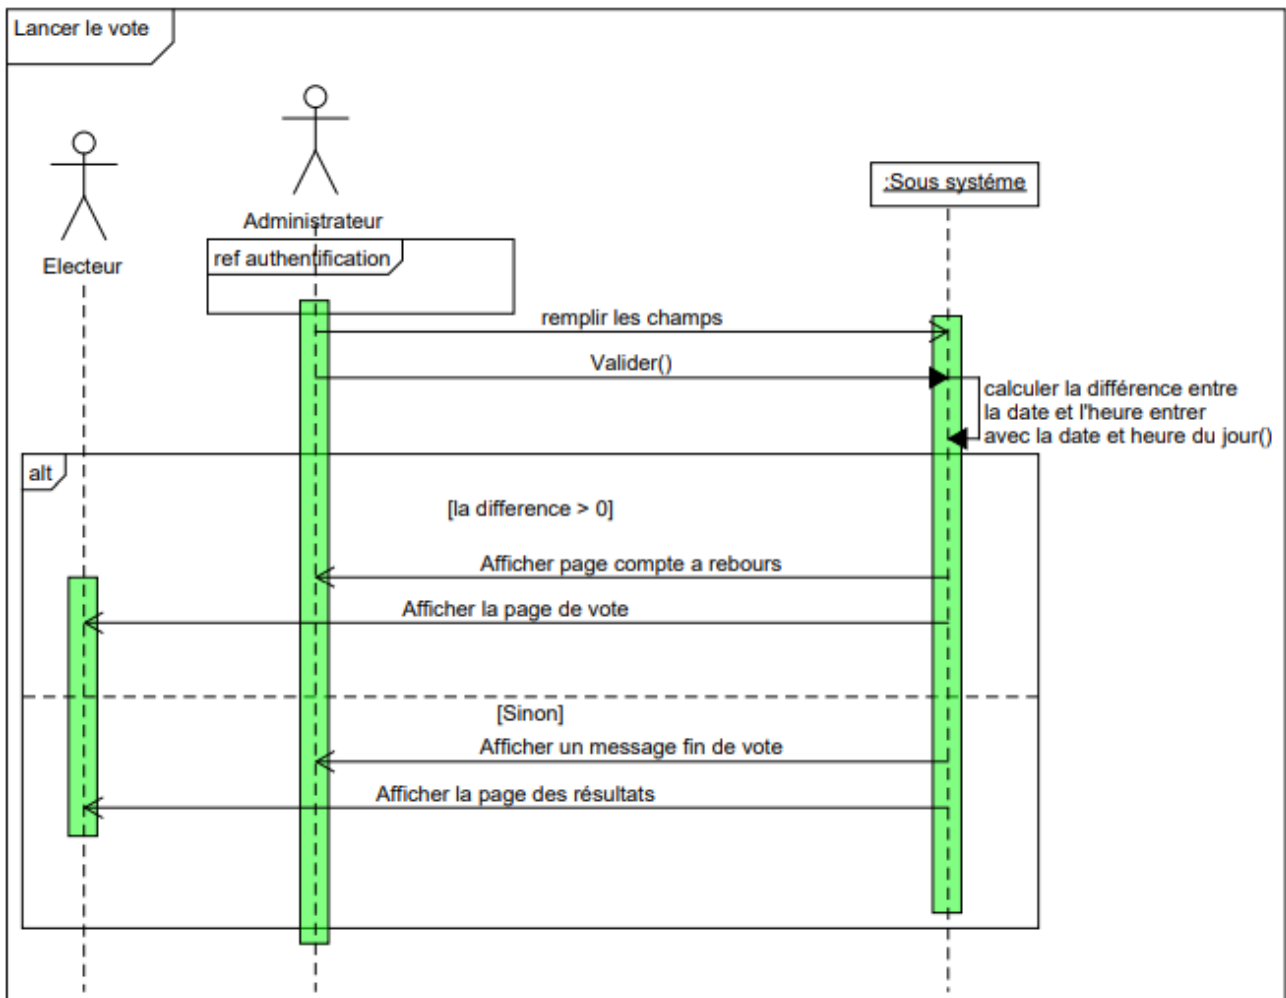 Lancer le vote
:Sous systéme
Administrateur
ref authentification
Electeur
remplir les champs
Valider()
calculer la différence entre
la date et l'heure entrer
avec la date et heure du jour()
alt
[la difference > 0]
Afficher page compte a rebours
Afficher la page de vote
[Sinon]
Afficher un message fin de vote
Afficher la page des résultats